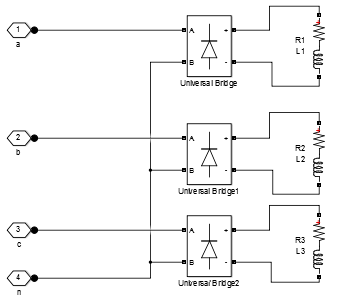 1
a
A
B
+
-
Universal Bridge
R1
L1
2
b
A
B
+
-
Universal Bridge1
R2
L2
3
c
A
B
+
-
Universal Bridge2
R3
L3
4
n